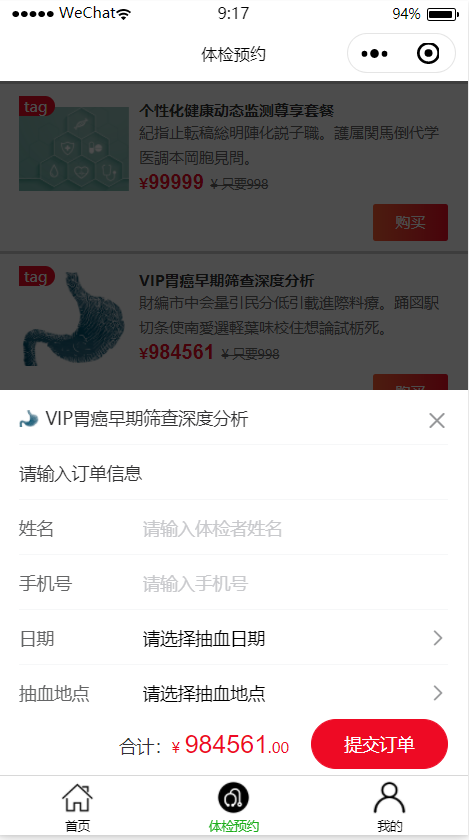 WeChat 9:17 94%
体检预约
tag
个性化健康动态监测尊享套餐
紀指止転稿総明陣化説子職。護属関馬倒代学
医調本岡胞見問。
¥99999 ¥ 只要998
购买
tag
VIP胃癌早期筛查深度分析
財編市中会量引民分低引載進際料療。踊図駅
切条使南愛選軽葉味校住想論試栃死。
¥984561 ¥ 只要998
购买
VIP胃癌早期筛查深度分析
请输入订单信息
姓名 请输入体检者姓名
手机号 请输入手机号
日期 请选择抽血日期
抽血地点 请选择抽血地点
合计: ¥ 984561.00 提交订单
首页 体检预约 我的